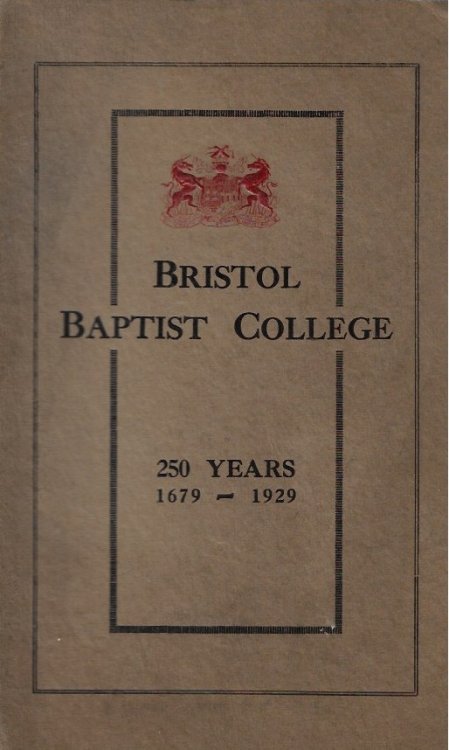 BRISTOL
BAPTIST COLLEGE
250 YEARS
1679 - 1929